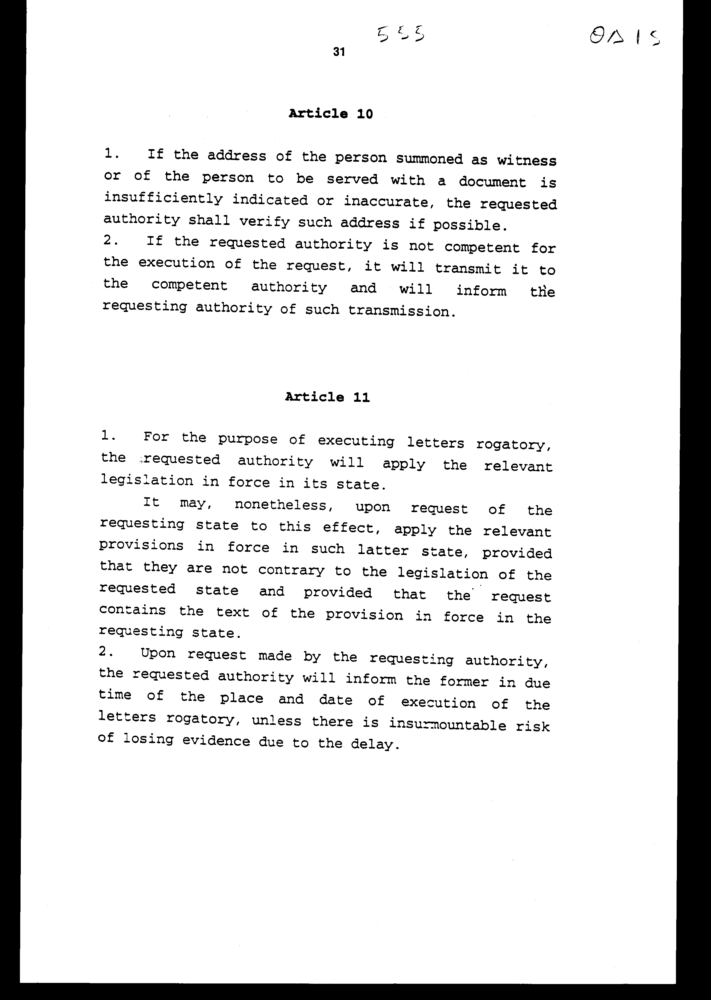 555
ΘΔ15
31
Article 10
1. If the address of the person summoned as witness
or of the person to be served with a document is
insufficiently indicated or inaccurate, the requested
authority shall verify such address if possible.
2. If the requested authority is not competent for
the execution of the request, it will transmit it to
the competent authority and will inform the
requesting authority of such transmission.
Article 11
1. For the purpose of executing letters rogatory,
the requested authority will apply the relevant
legislation in force in its state.
It may, nonetheless, upon request of the
requesting state to this effect, apply the relevant
provisions in force in such latter state, provided
that they are not contrary to the legislation of the
requested state and provided that the request
contains the text of the provision in force in the
requesting state.
2. Upon request made by the requesting authority,
the requested authority will inform the former in due
time of the place and date of execution of the
letters rogatory, unless there is insurmountable risk
of losing evidence due to the delay.